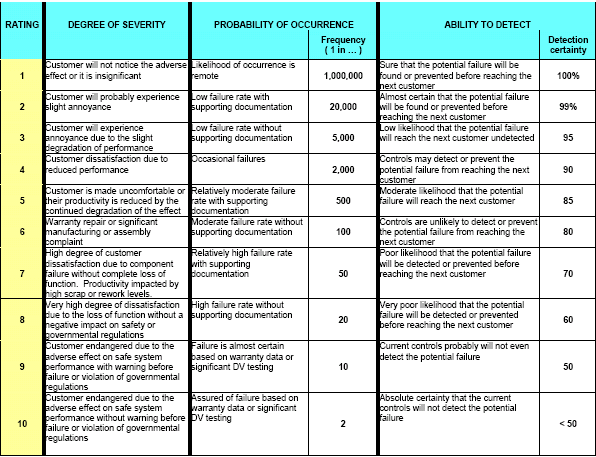 RATING DEGREE OF SEVERITY PROBABILITY OF OCCURRENCE ABILITY TO DETECT
Frequency
( 1 in … )
Detection
certainty
1
Customer will not notice the adverse
effect or it is insignificant
Likelihood of occurrence is
remote
1,000,000
Sure that the potential failure will be
found or prevented before reaching the
next customer
100%
2
Customer will probably experience
slight annoyance
Low failure rate with
supporting documentation
20,000
Almost certain that the potential failure
will be found or prevented before
reaching the next customer
99%
3
Customer will experience
annoyance due to the slight
degradation of performance
Low failure rate without
supporting documentation
5,000
Low likelihood that the potential failure
will reach the next customer undetected
95
4
Customer dissatisfaction due to
reduced performance
Occasional failures
2,000
Controls may detect or prevent the
potential failure from reaching the next
customer
90
5
Customer is made uncomfortable or
their productivity is reduced by the
continued degradation of the effect
Relatively moderate failure
rate with supporting
documentation
500
Moderate likelihood that the potential
failure will reach the next customer
85
6
Warranty repair or significant
manufacturing or assembly
complaint
Moderate failure rate without
supporting documentation
100
Controls are unlikely to detect or prevent
the potential failure from reaching the
next customer
80
7
High degree of customer
dissatisfaction due to component
failure without complete loss of
function. Productivity impacted by
high scrap or rework levels.
Relatively high failure rate
with supporting
documentation
50
Poor likelihood that the potential failure
will be detected or prevented before
reaching the next customer
70
8
Very high degree of dissatisfaction
due to the loss of function without a
negative impact on safety or
governmental regulations
High failure rate without
supporting documentation
20
Very poor likelihood that the potential
failure will be detected or prevented
before reaching the next customer
60
9
Customer endangered due to the
adverse effect on safe system
performance with warning before
failure or violation of governmental
regulations
Failure is almost certain
based on warranty data or
significant DV testing
10
Current controls probably will not even
detect the potential failure
50
10
Customer endangered due to the
adverse effect on safe system
performance without warning before
failure or violation of governmental
regulations
Assured of failure based on
warranty data or significant
DV testing
2
Absolute certainty that the current
controls will not detect the potential
failure
< 50